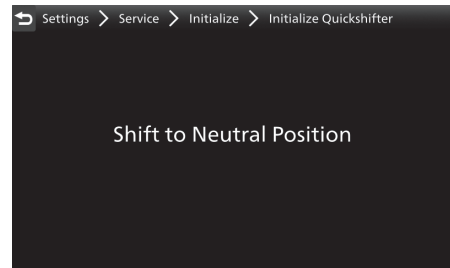 Settings > Service > Initialize > Initialize Quickshifter
Shift to Neutral Position